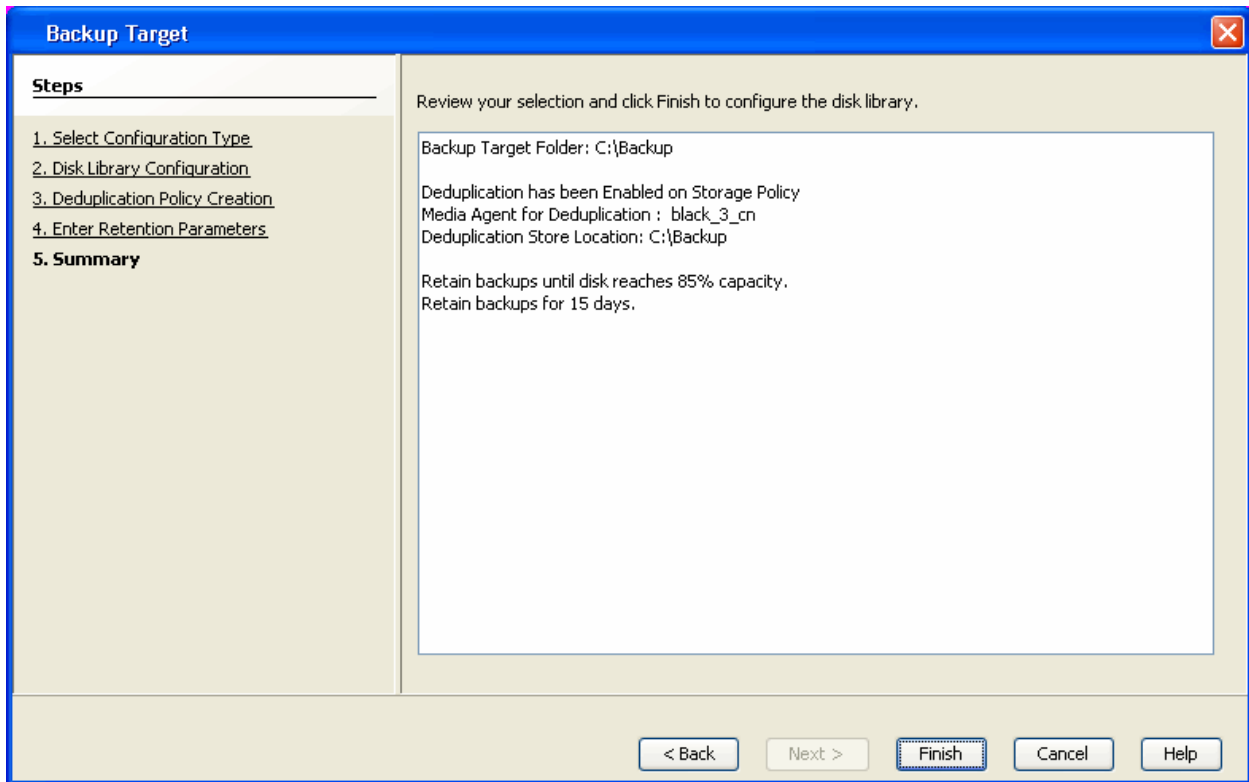 Backup Target
Steps
1. Select Configuration Type
2. Disk Library Configuration
3. Deduplication Policy Creation
4. Enter Retention Parameters
5. Summary
Review your selection and click Finish to configure the disk library.
Backup Target Folder: C:\Backup
Deduplication has been Enabled on Storage Policy
Media Agent for Deduplication :  black_3_cn
Deduplication Store Location: C:\Backup
Retain backups until disk reaches 85% capacity.
Retain backups for 15 days.
< Back
Next >
Finish
Cancel
Help